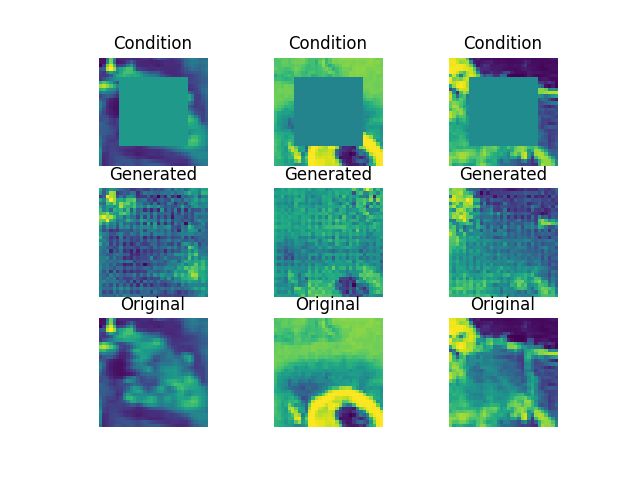 Condition Condition Condition
Generated Generated Generated
Original Original Original